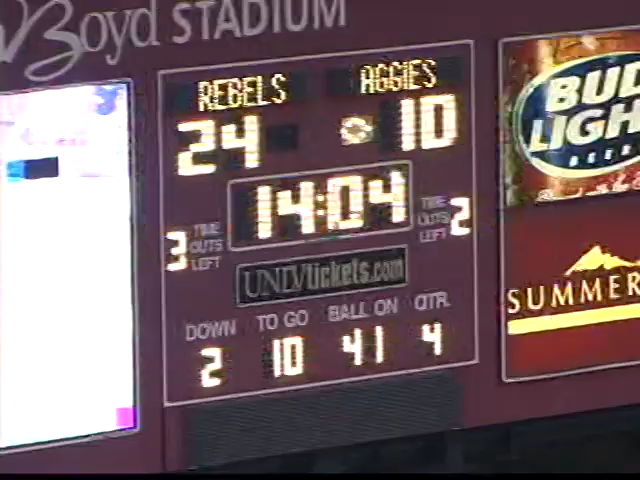 Boyd STADIUM
REBELS AGGIES
24 10
14:04
3 TIME OUTS LEFT
TIME OUTS LEFT 2
UNLVtickets.com
DOWN TO GO BALL ON QTR.
2 10 41 4
BUD
LIGH
BEER
SUMMER